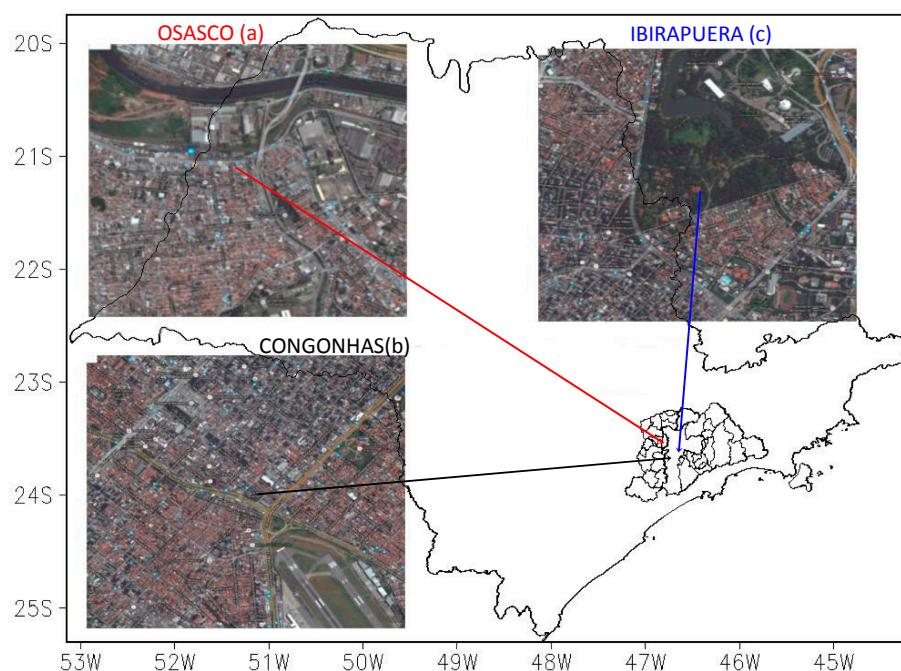 OSASCO (a)
IBIRAPUERA (c)
CONGONHAS(b)
20S
21S
22S
23S
24S
25S
53W 52W 51W 50W 49W 48W 47W 46W 45W